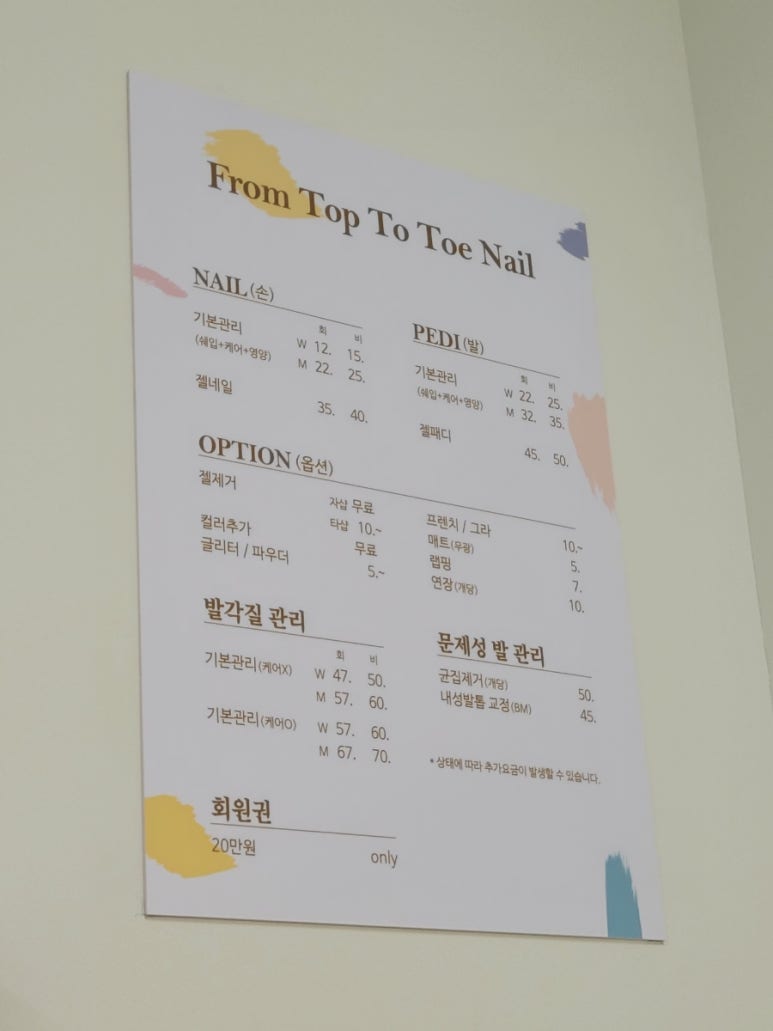 From Top To Toe Nail
NAIL (손)
회 비
기본관리 W 12. 15.
(쉐입+케어+영양) M 22. 25.
젤네일
35. 40.
PEDI (발)
회 비
기본관리 W 22. 25.
(쉐입+케어+영양) M 32. 35.
젤패디
45. 50.
OPTION (옵션)
젤제거
자샵 무료
타샵 10.~
컬러추가 무료
글리터 / 파우더 5.~
프렌치 / 그라 10.~
매트(무광) 5.
랩핑 7.
연장(개당) 10.
발각질 관리
회 비
기본관리(케어X) W 47. 50.
M 57. 60.
기본관리(케어O) W 57. 60.
M 67. 70.
문제성 발 관리
균집제거(개당) 50.
내성발톱 교정(BM) 45.
* 상태에 따라 추가요금이 발생할 수 있습니다.
회원권
20만원 only